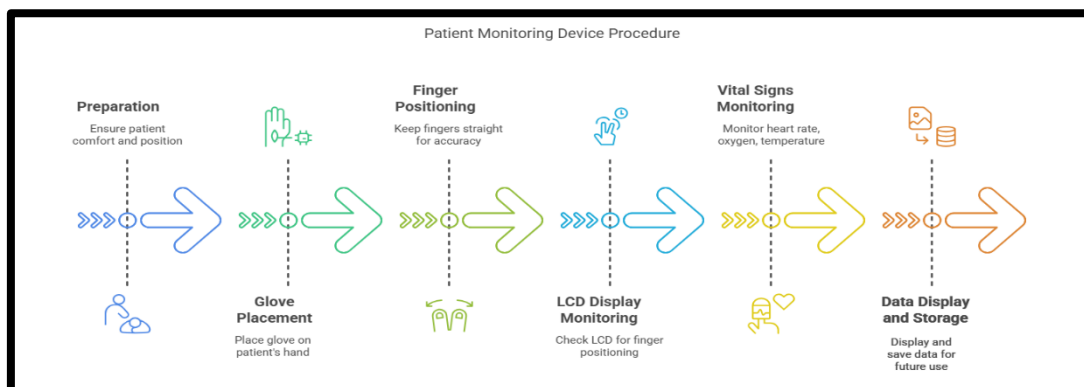 Patient Monitoring Device Procedure
Preparation
Ensure patient
comfort and position
Glove
Placement
Place glove on
patient's hand
Finger
Positioning
Keep fingers straight
for accuracy
LCD Display
Monitoring
Check LCD for finger
positioning
Vital Signs
Monitoring
Monitor heart rate,
oxygen, temperature
Data Display
and Storage
Display and
save data for
future use